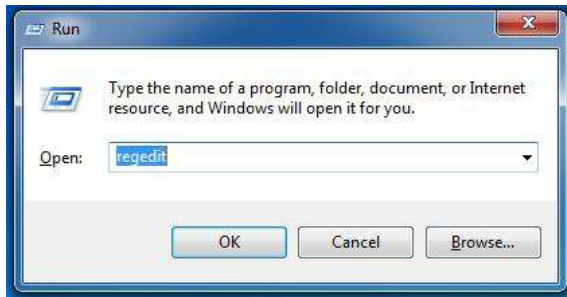 Run
Type the name of a program, folder, document, or Internet
resource, and Windows will open it for you.
Open: regedit
OK Cancel Browse...